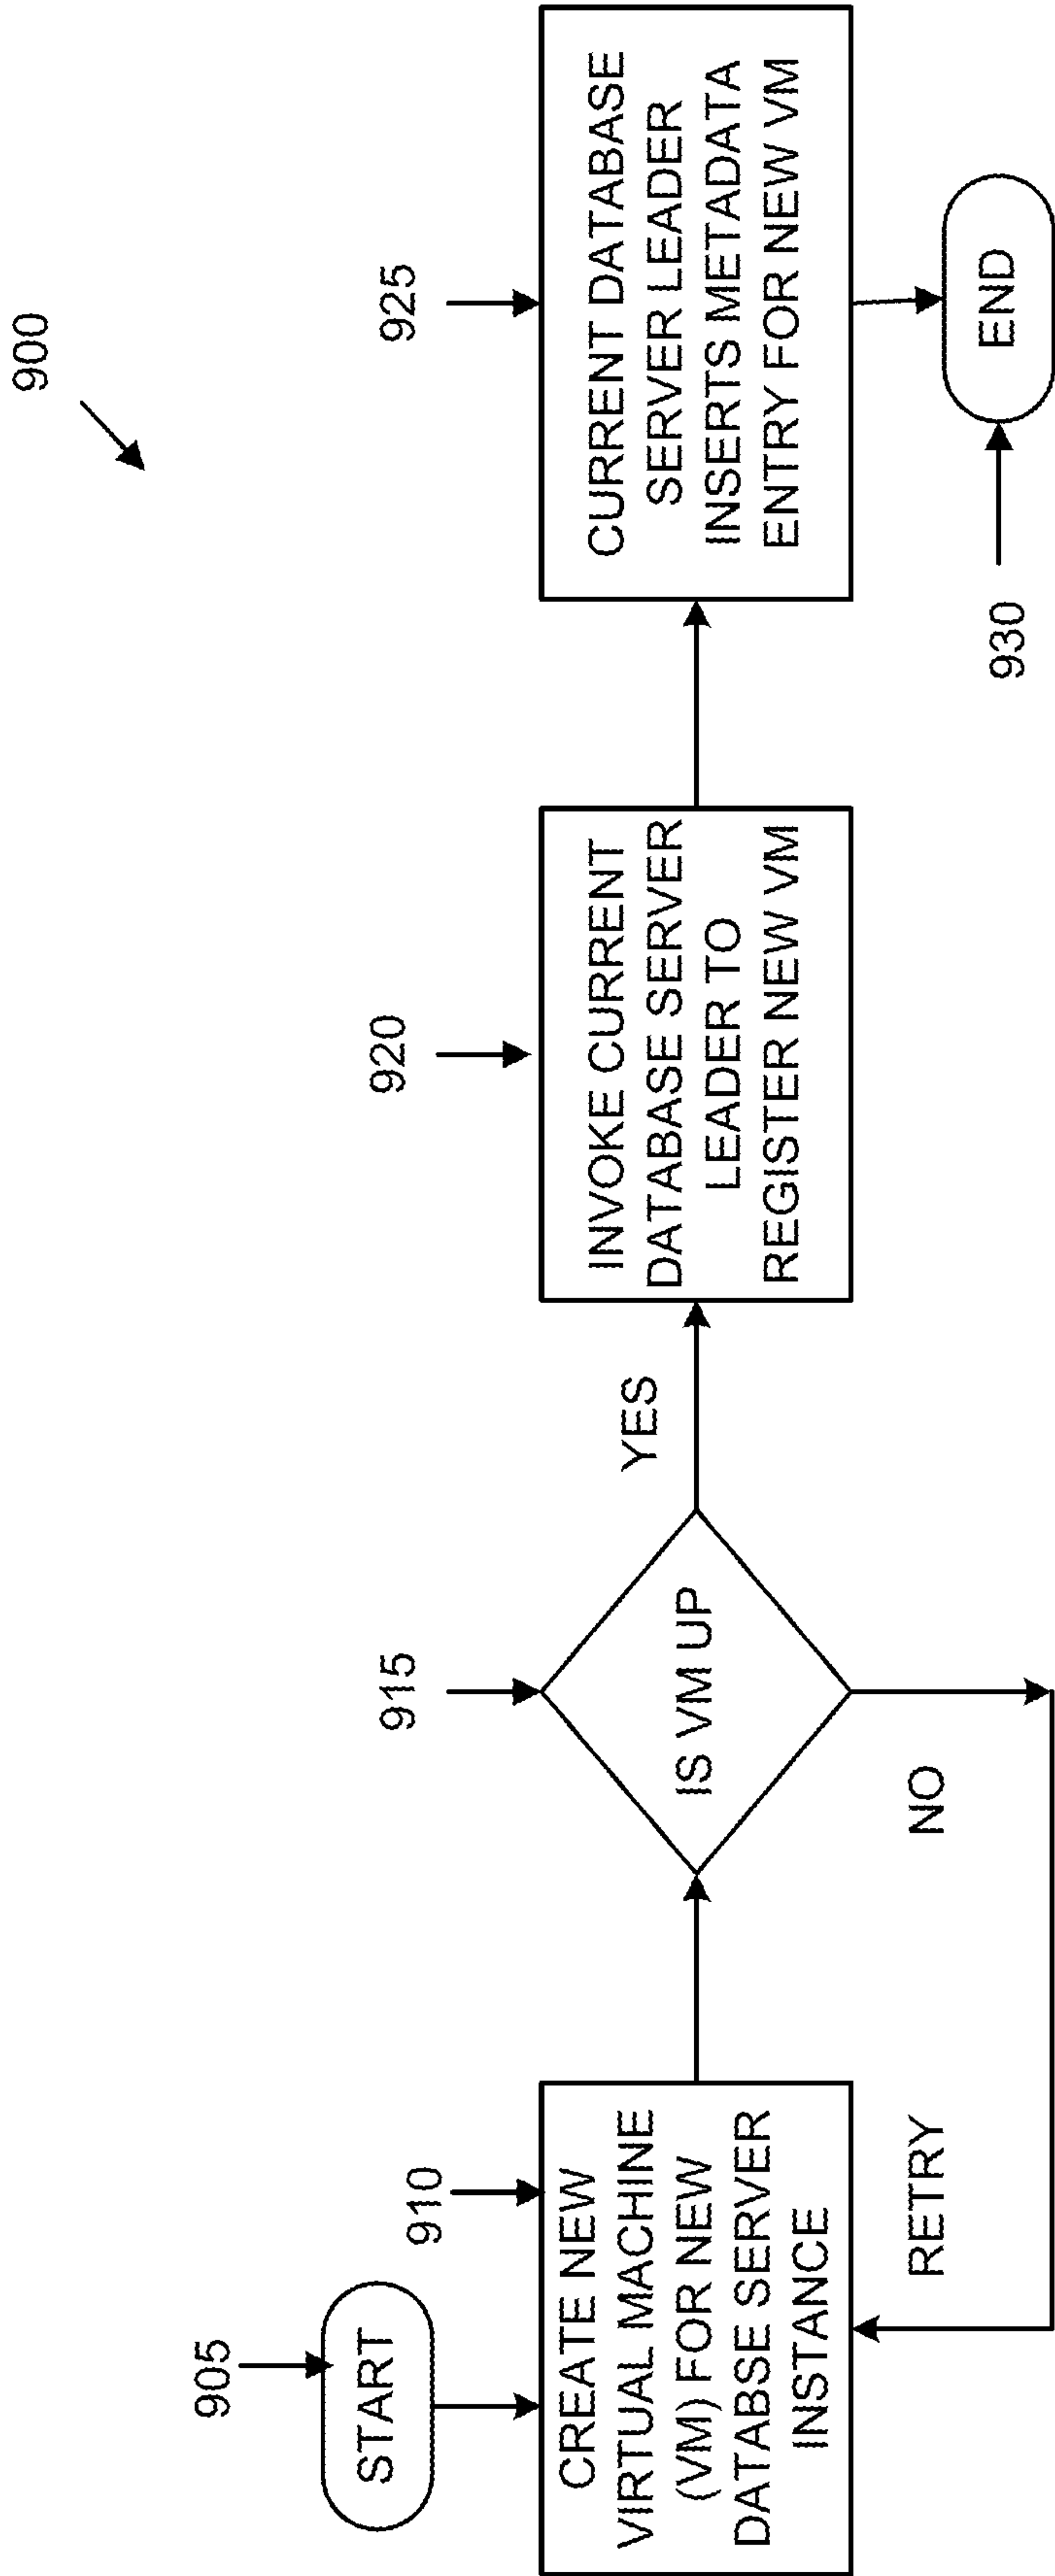 900
905
START
910
CREATE NEW
VIRTUAL MACHINE
(VM) FOR NEW
DATABSE SERVER
INSTANCE
915
IS VM UP
YES
NO
RETRY
920
INVOKE CURRENT
DATABASE SERVER
LEADER TO
REGISTER NEW VM
925
CURRENT DATABASE
SERVER LEADER
INSERTS METADATA
ENTRY FOR NEW VM
930
END